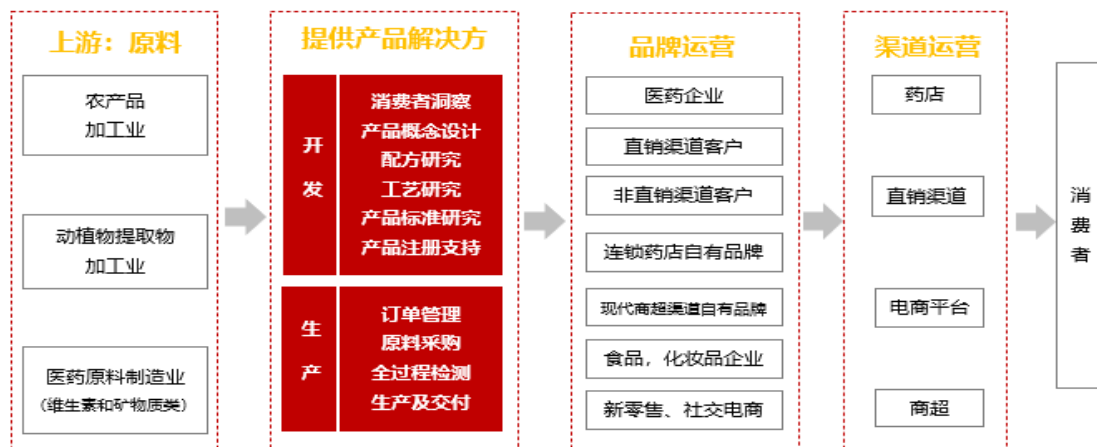 上游：原料
农产品
加工业
动植物提取物
加工业
医药原料制造业
（维生素和矿物质类）
提供产品解决方
开
发
消费者洞察
产品概念设计
配方研究
工艺研究
产品标准研究
产品注册支持
生
产
订单管理
原料采购
全过程检测
生产及交付
品牌运营
医药企业
直销渠道客户
非直销渠道客户
连锁药店自有品牌
现代商超渠道自有品牌
食品，化妆品企业
新零售、社交电商
渠道运营
药店
直销渠道
电商平台
商超
消
费
者